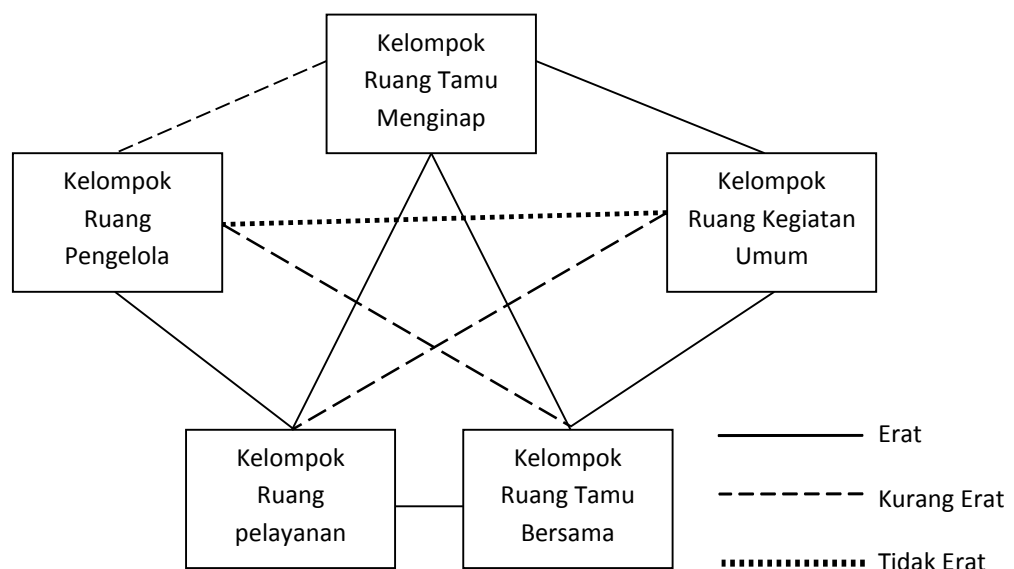 Kelompok
Ruang Tamu
Menginap
Kelompok
Ruang
Pengelola
Kelompok
Ruang Kegiatan
Umum
Kelompok
Ruang
pelayanan
Kelompok
Ruang Tamu
Bersama
Erat
Kurang Erat
Tidak Erat